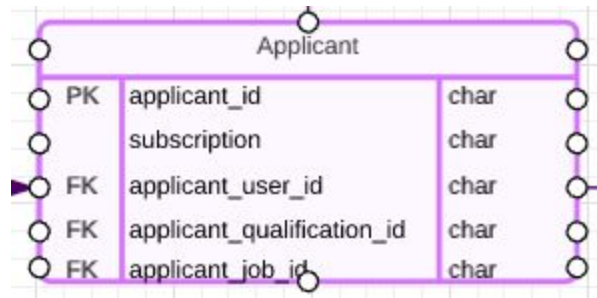 Applicant
PK applicant_id char
subscription char
FK applicant_user_id char
FK applicant_qualification_id char
FK applicant_job_id char